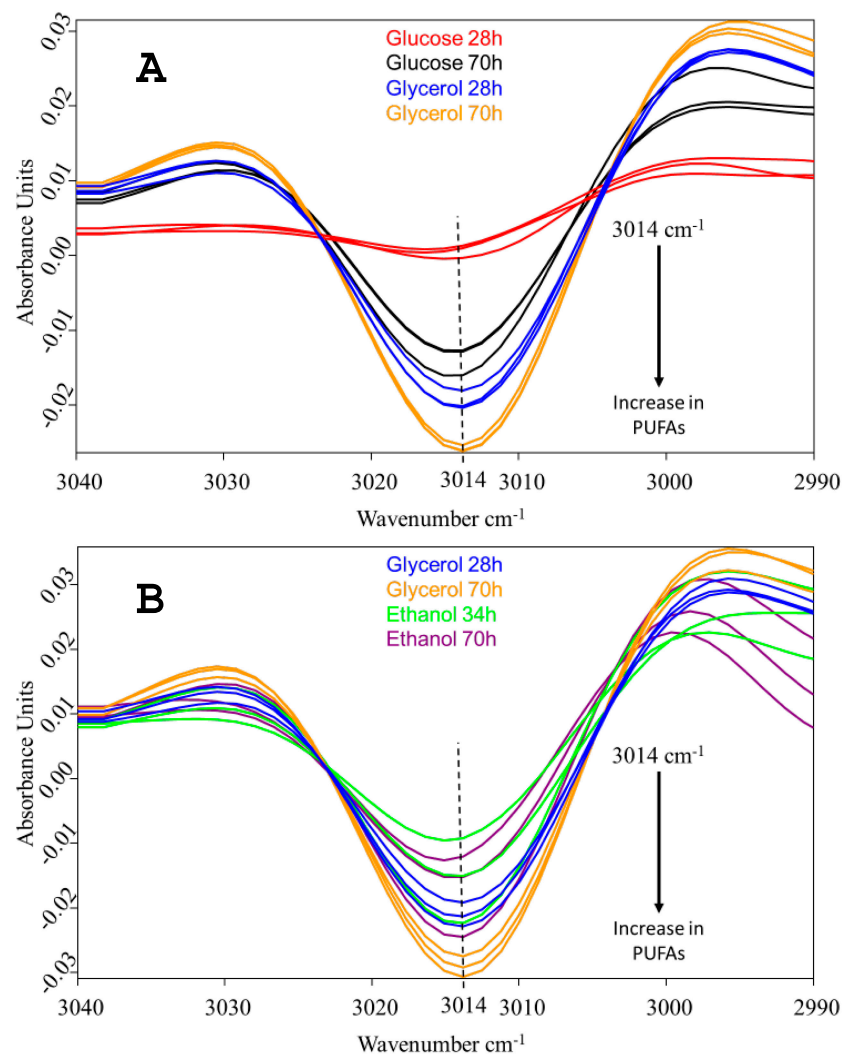 A
Glucose 28h
Glucose 70h
Glycerol 28h
Glycerol 70h
0.03
0.02
0.01
0.00
-0.01
-0.02
Absorbance Units
3014 cm-1
Increase in
PUFAs
3040 3030 3020 3014 3010 3000 2990
Wavenumber cm-1
B
Glycerol 28h
Glycerol 70h
Ethanol 34h
Ethanol 70h
0.03
0.02
0.01
0.00
-0.01
-0.02
-0.03
Absorbance Units
3014 cm-1
Increase in
PUFAs
3040 3030 3020 3014 3010 3000 2990
Wavenumber cm-1